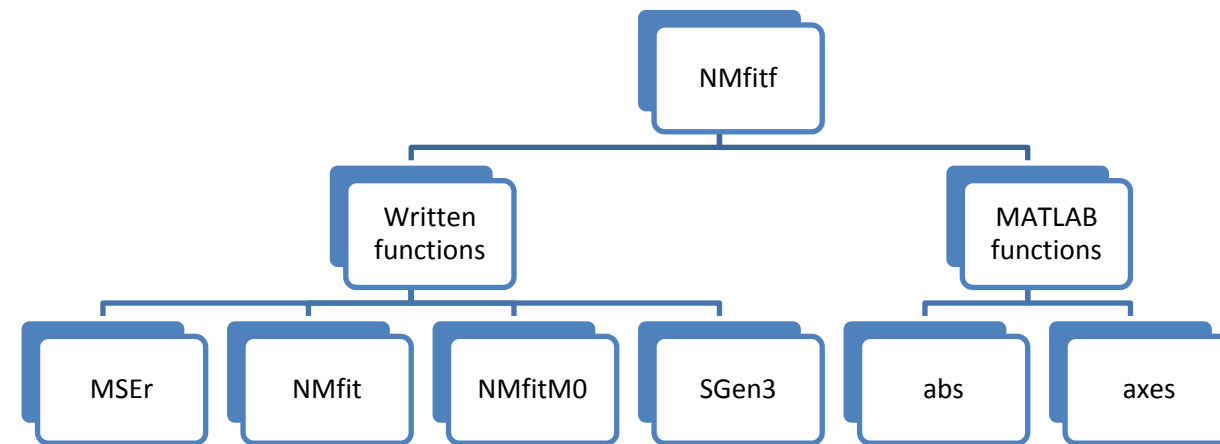 NMfitf
Written
functions
MATLAB
functions
MSEr
NMfit
NMfitM0
SGen3
abs
axes